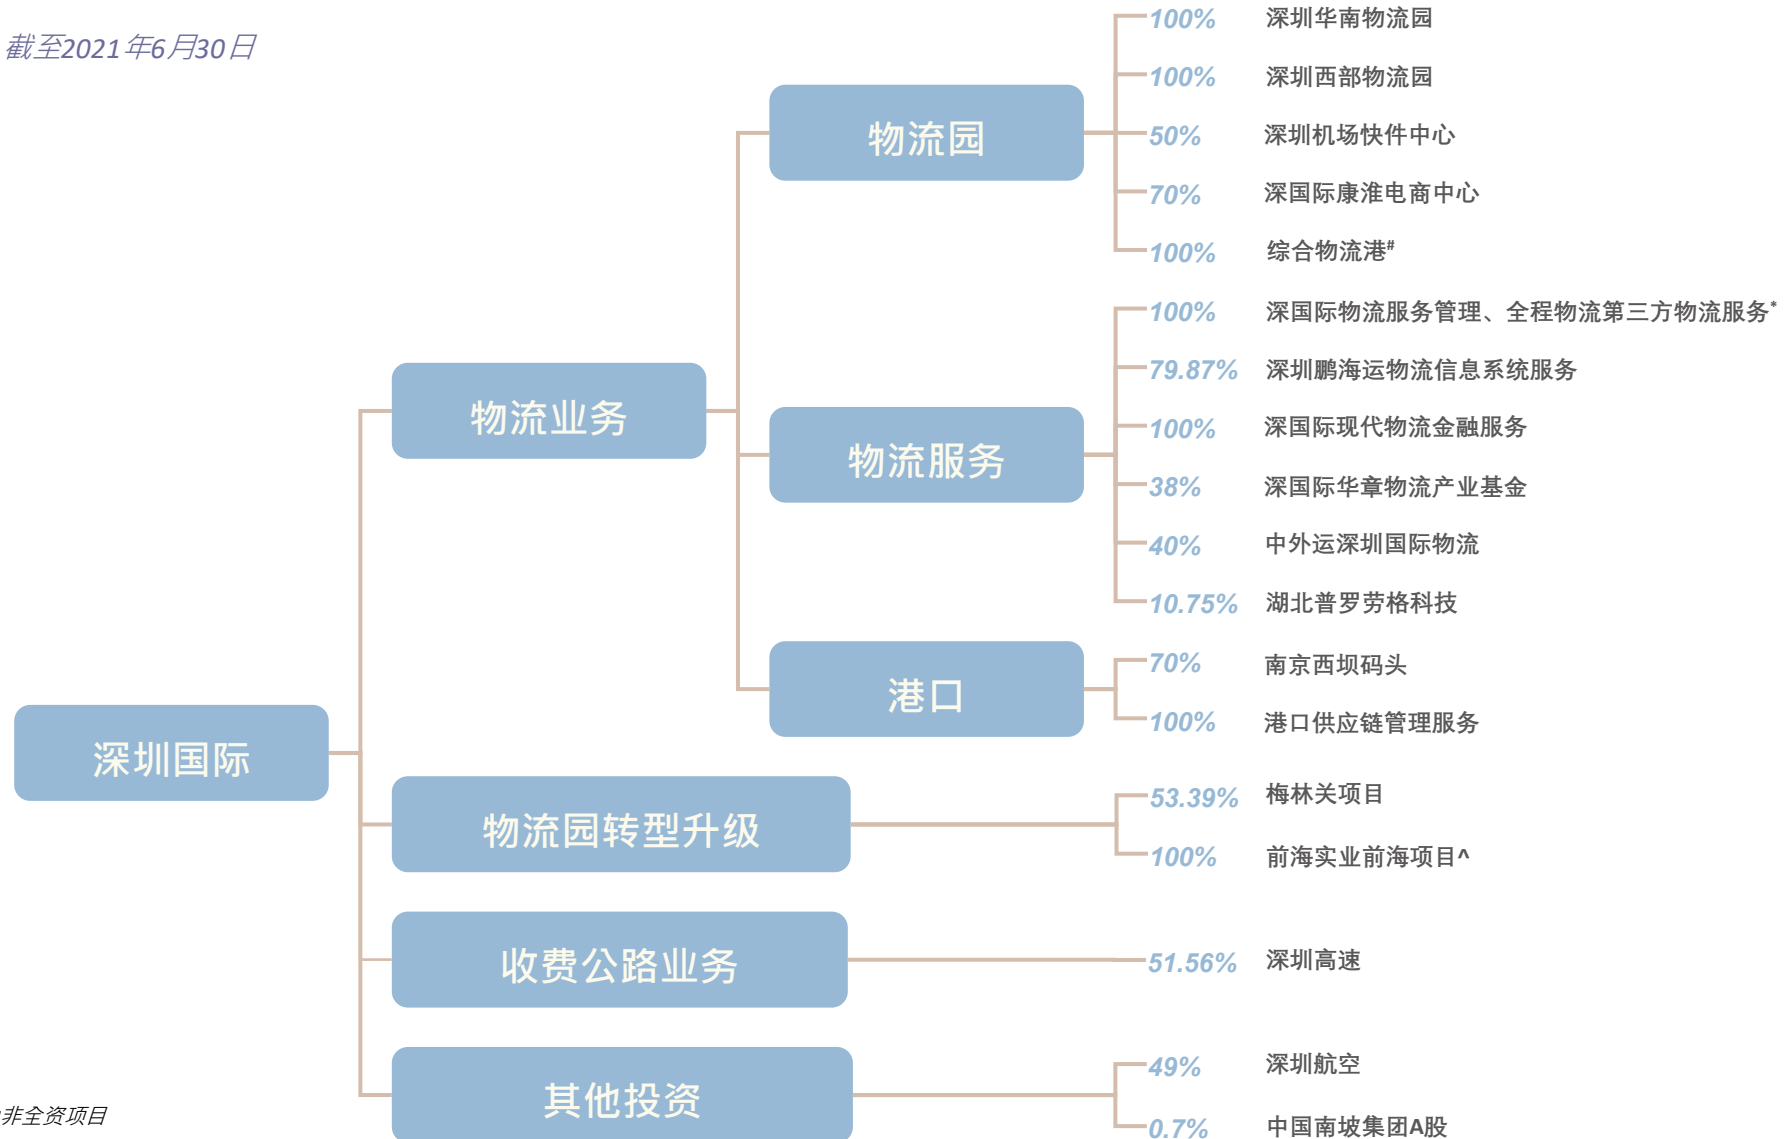 截至2021年6月30日
深圳国际
物流业务
物流园
100% 深圳华南物流园
100% 深圳西部物流园
50% 深圳机场快件中心
70% 深国际康淮电商中心
100% 综合物流港#
物流服务
100% 深国际物流服务管理、全程物流第三方物流服务*
79.87% 深圳鹏海运物流信息系统服务
100% 深国际现代物流金融服务
38% 深国际华章物流产业基金
40% 中外运深圳国际物流
10.75% 湖北普罗劳格科技
港口
70% 南京西坝码头
100% 港口供应链管理服务
物流园转型升级
53.39% 梅林关项目
100% 前海实业前海项目^
收费公路业务
51.56% 深圳高速
其他投资
49% 深圳航空
0.7% 中国南坡集团A股
非全资项目